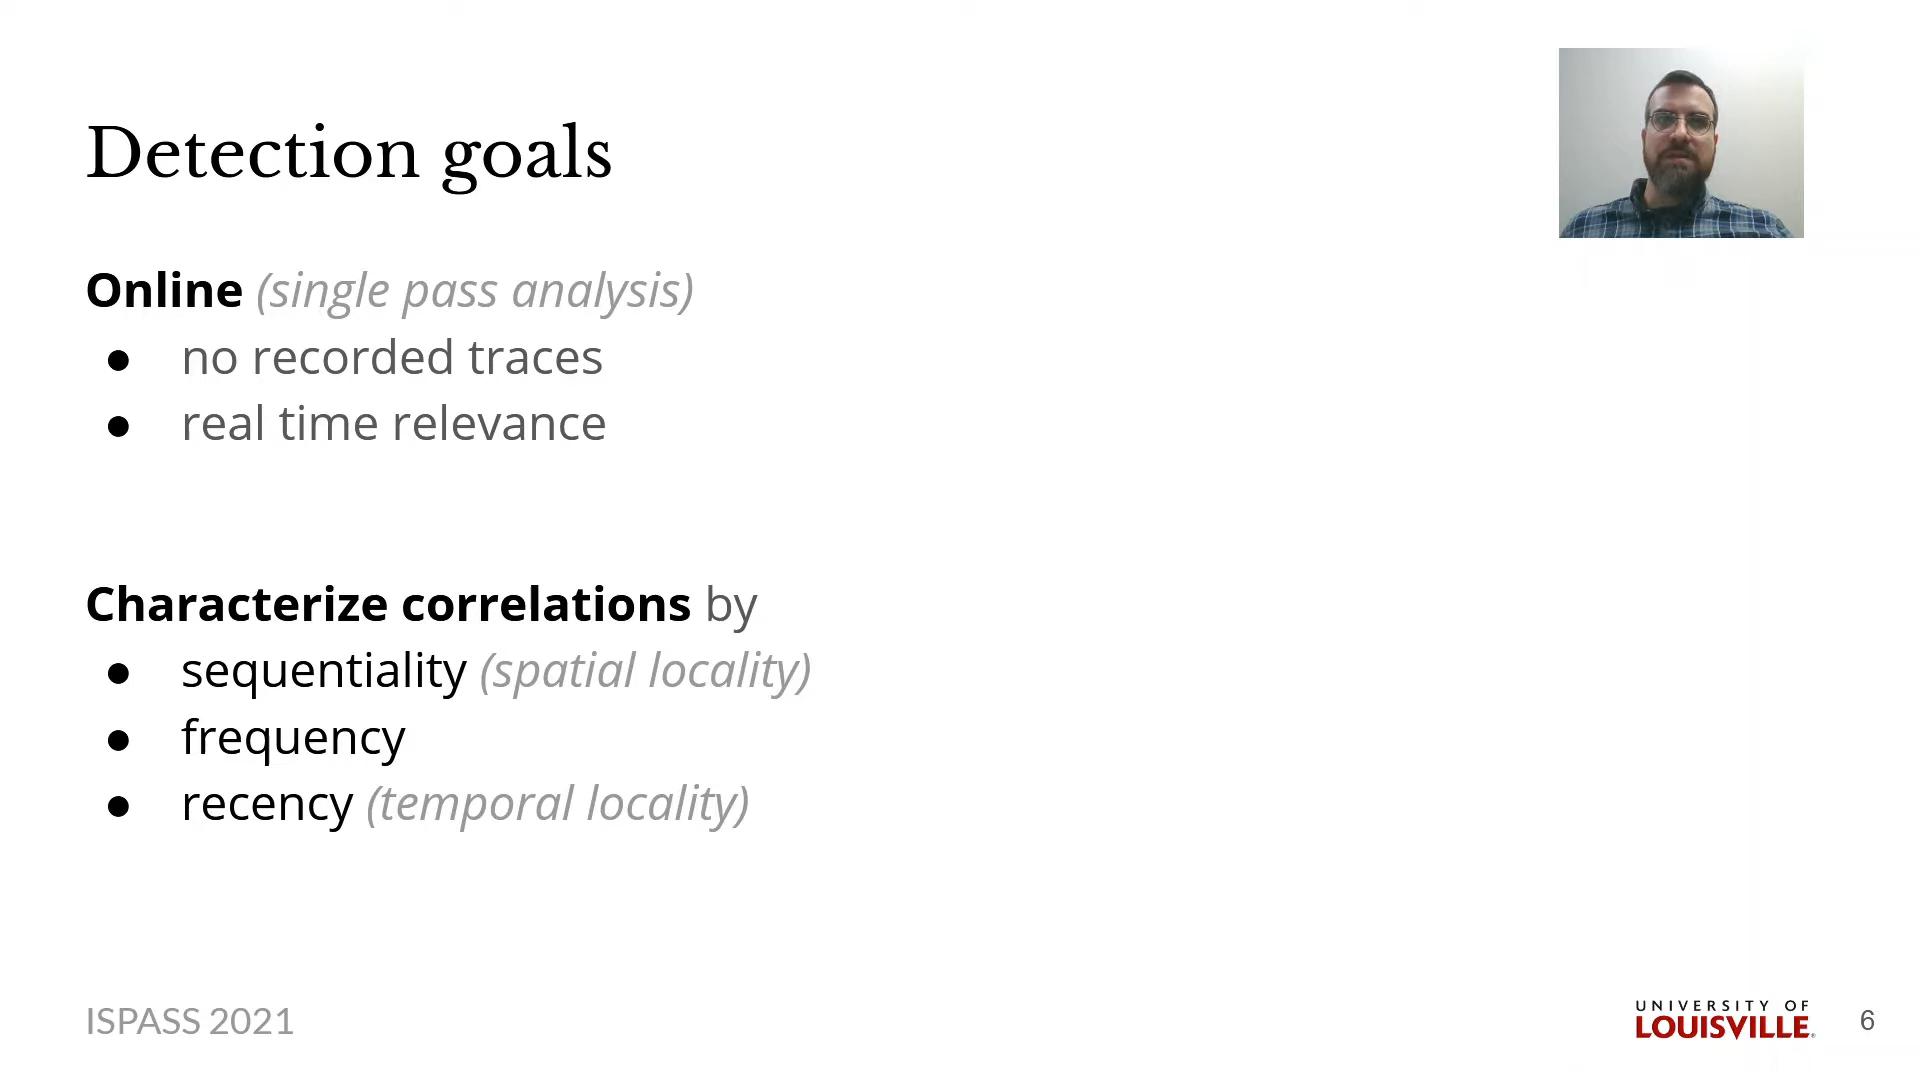 Detection goals
Online (single pass analysis)
● no recorded traces
● real time relevance
Characterize correlations by
● sequentiality (spatial locality)
● frequency
● recency (temporal locality)
ISPASS 2021
UNIVERSITY OF
LOUISVILLE
6